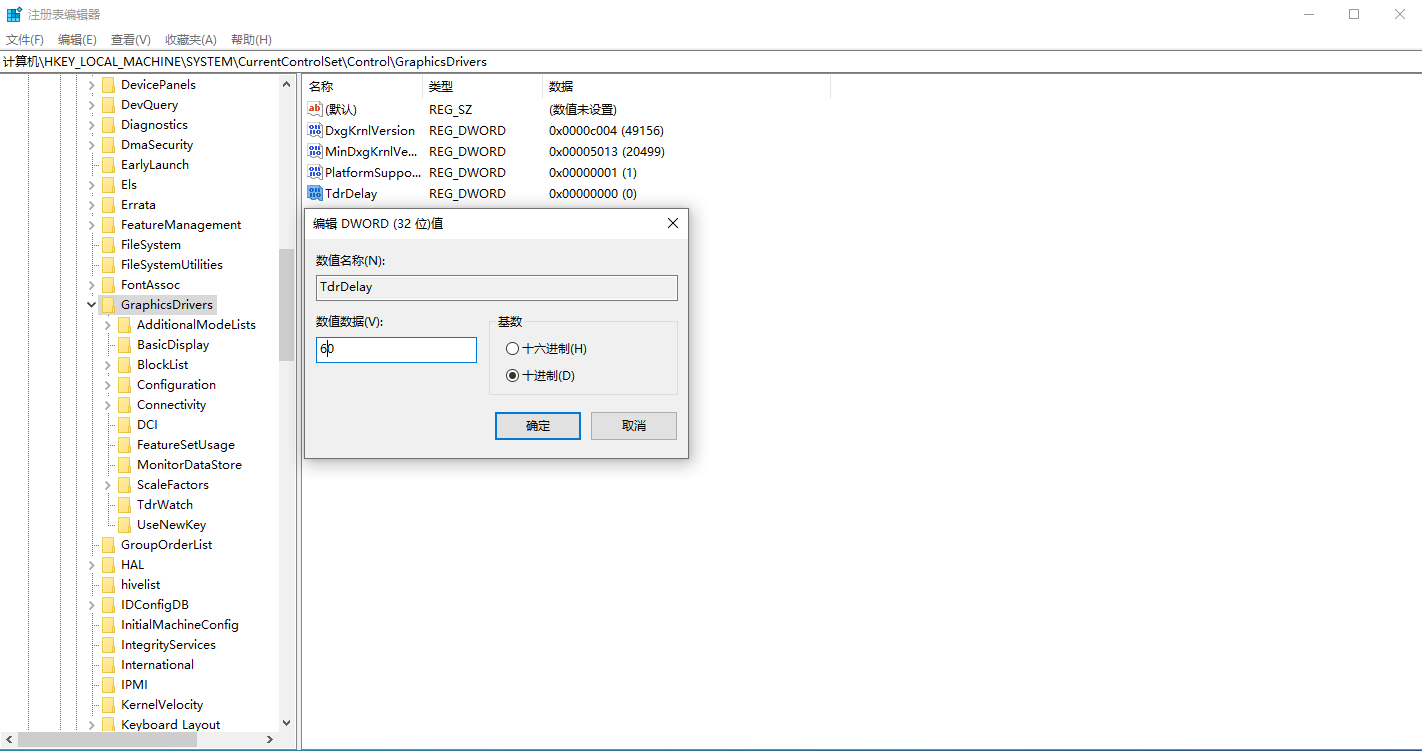 注册表编辑器
文件(F) 编辑(E) 查看(V) 收藏夹(A) 帮助(H)
计算机\HKEY_LOCAL_MACHINE\SYSTEM\CurrentControlSet\Control\GraphicsDrivers
DevicePanels
DevQuery
Diagnostics
DmaSecurity
EarlyLaunch
Els
Errata
FeatureManagement
FileSystem
FileSystemUtilities
FontAssoc
GraphicsDrivers
AdditionalModeLists
BasicDisplay
BlockList
Configuration
Connectivity
DCI
FeatureSetUsage
MonitorDataStore
ScaleFactors
TdrWatch
UseNewKey
GroupOrderList
HAL
hivelist
IDConfigDB
InitialMachineConfig
IntegrityServices
International
IPMI
KernelVelocity
Keyboard Layout
名称 类型 数据
(默认) REG_SZ (数值未设置)
DxgKrnlVersion REG_DWORD 0x0000c004 (49156)
MinDxgKrnlVe... REG_DWORD 0x00005013 (20499)
PlatformSuppo... REG_DWORD 0x00000001 (1)
TdrDelay REG_DWORD 0x00000000 (0)
编辑 DWORD (32 位)值
数值名称(N):
TdrDelay
数值数据(V):
60
基数
十六进制(H)
十进制(D)
确定 取消